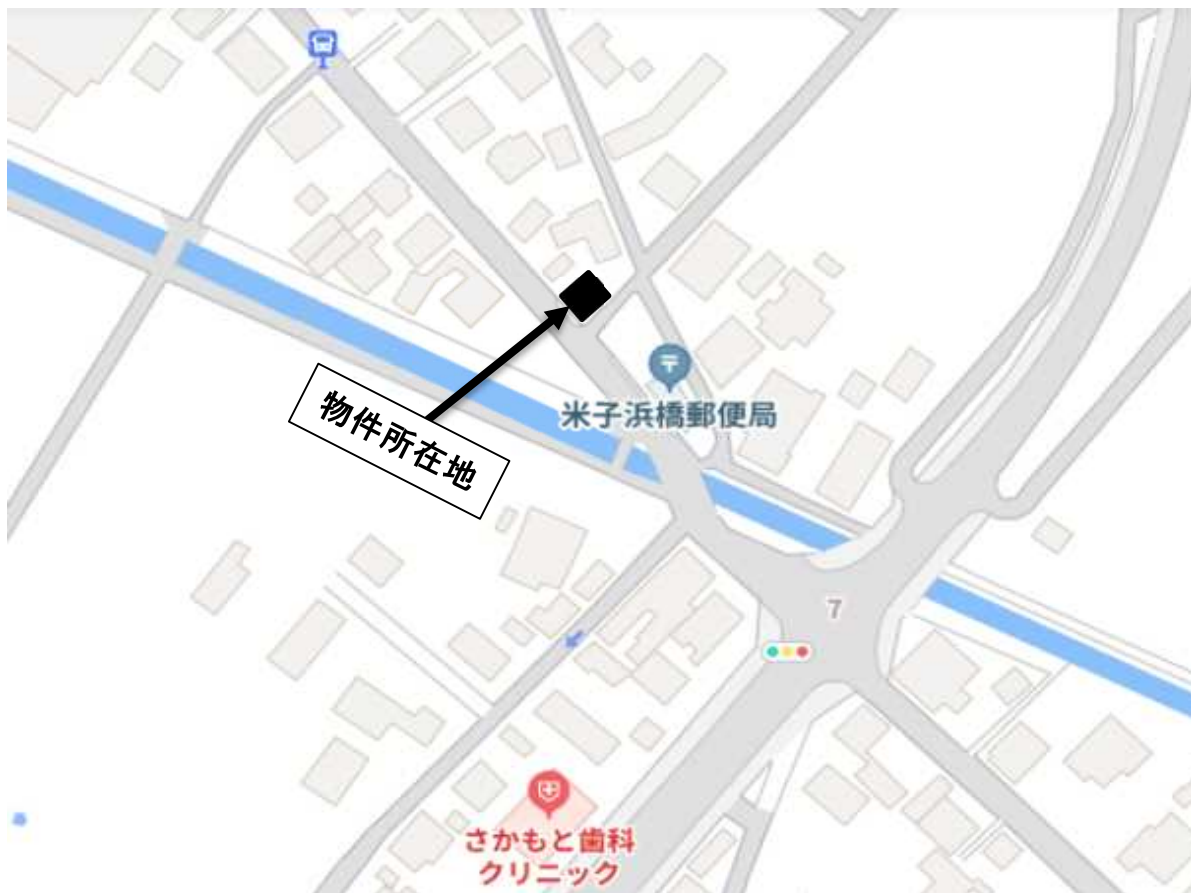 物件所在地
〒
米子浜橋郵便局
7
さかもと歯科
クリニック